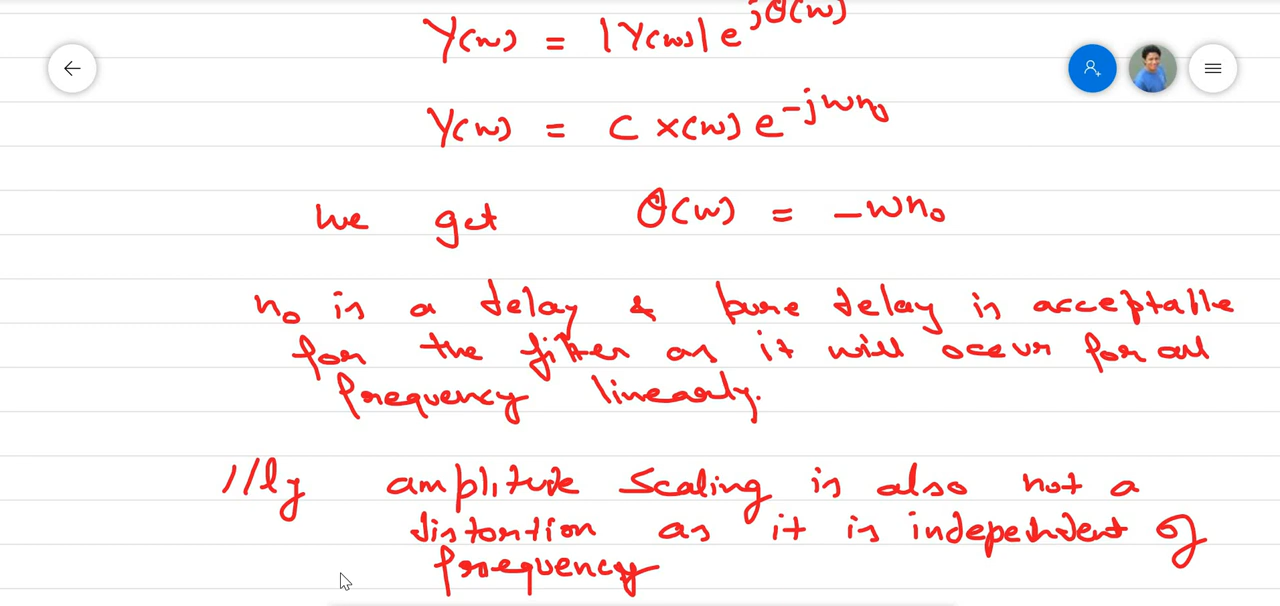 Y(w) = |Y(w)| e^{jθ(w)}
Y(w) = C X(w) e^{-jwn₀}
We get θ(w) = -wn₀
n₀ is a delay & pure delay is acceptable
for the filter as it will occur for all
frequency linearly.
//ly amplitude scaling is also not a
distortion as it is independent of
frequency